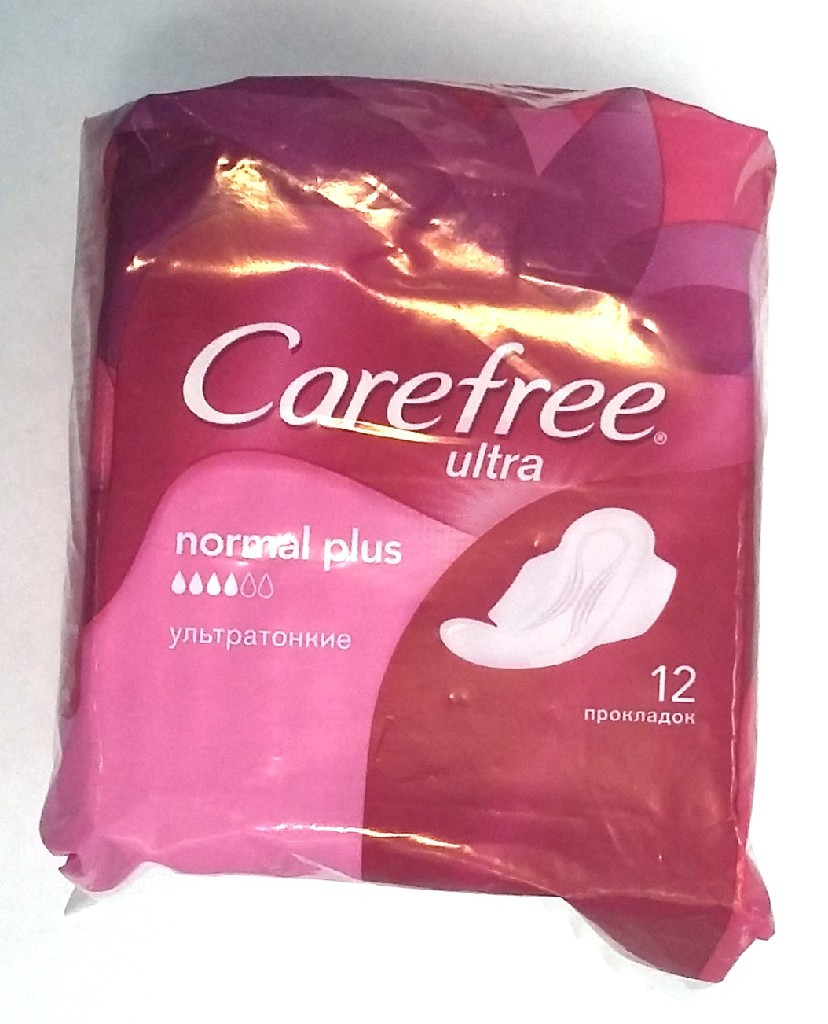 Carefree®
ultra
normal plus
ультратонкие
12
прокладок